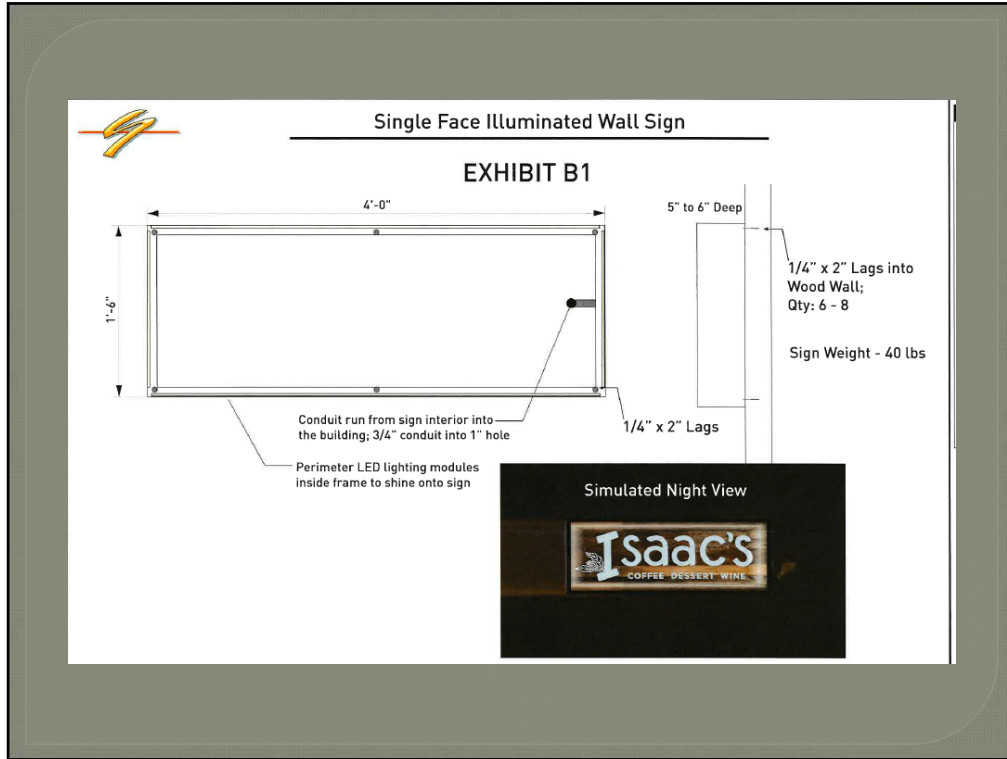 Single Face Illuminated Wall Sign
EXHIBIT B1
4'-0"
1'-6"
5" to 6" Deep
1/4" x 2" Lags into
Wood Wall;
Qty: 6 - 8
Sign Weight - 40 lbs
Conduit run from sign interior into
the building; 3/4" conduit into 1" hole
1/4" x 2" Lags
Perimeter LED lighting modules
inside frame to shine onto sign
Simulated Night View
Isaac's
COFFEE DESSERT WINE